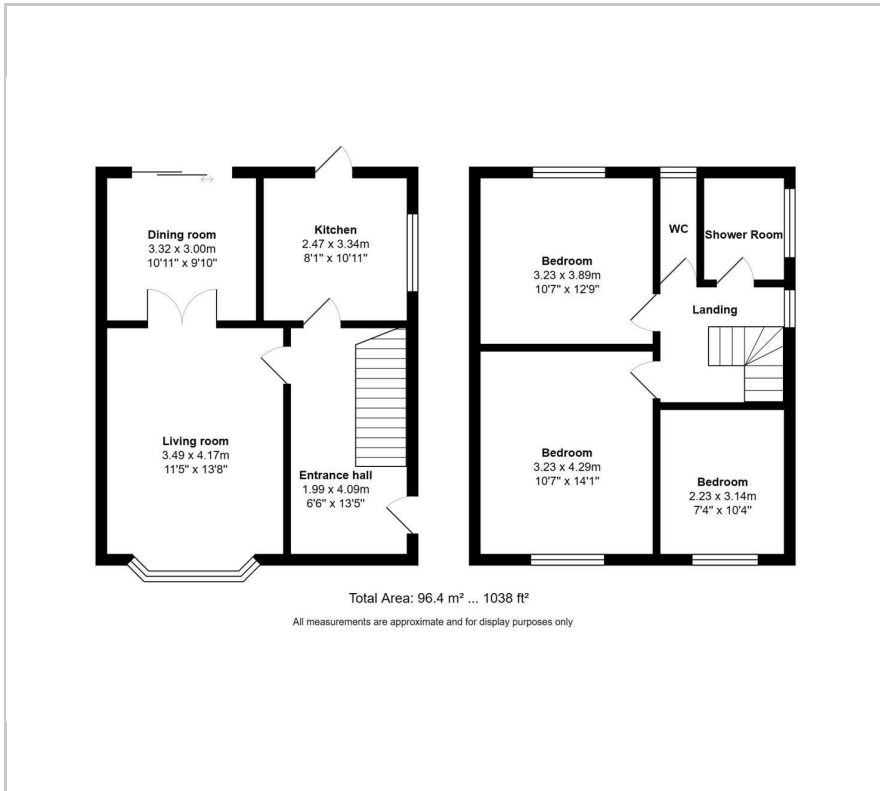 Dining room
3.32 x 3.00m
10'11" x 9'10"
Kitchen
2.47 x 3.34m
8'1" x 10'11"
Living room
3.49 x 4.17m
11'5" x 13'8"
Entrance hall
1.99 x 4.09m
6'6" x 13'5"
Bedroom
3.23 x 3.89m
10'7" x 12'9"
WC
Shower Room
Landing
Bedroom
3.23 x 4.29m
10'7" x 14'1"
Bedroom
2.23 x 3.14m
7'4" x 10'4"
Total Area: 96.4 m² ... 1038 ft²
All measurements are approximate and for display purposes only